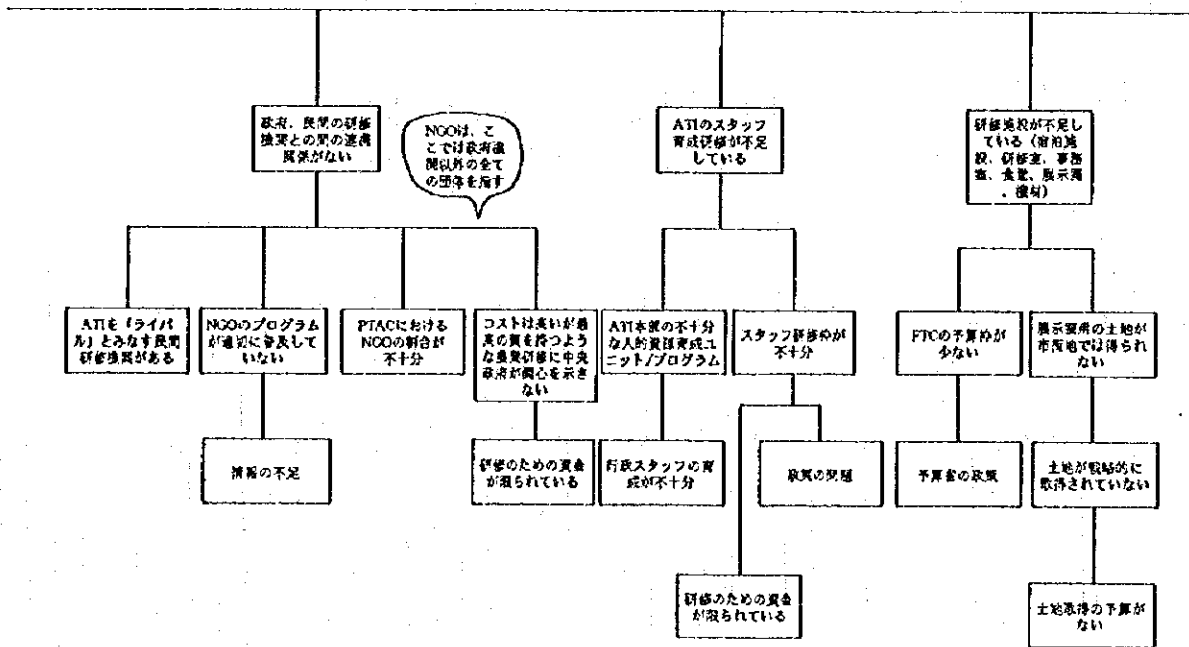 政府、民間の研修
機関との間の連携
関係がない
NGOは、こ
こでは政府機
関以外の全て
の団体を指す
ATIのスタッフ
育成研修が不足
している
研修施設が不足し
ている(宿泊施
設、研修室、事務
室、食堂、展示圃
、機材)
ATIを「ライバ
ル」とみなす民間
研修機関がある
NGOのプログラム
が適切に普及して
いない
PTACにおける
NGOの割合が
不十分
コストは高いが最
高の質を持つよう
な農業研修に中央
政府が関心を示さ
ない
ATI本部の不十分
な人的資源育成ユ
ニット/プログラム
スタッフ研修枠が
不十分
FTCの予算枠が
少ない
展示圃用の土地が
市街地では得られ
ない
情報の不足
研修のための資金
が限られている
行政スタッフの育
成が不十分
政策の問題
予算省の政策
土地が戦略的に
取得されていない
研修のための資金
が限られている
土地取得の予算が
ない